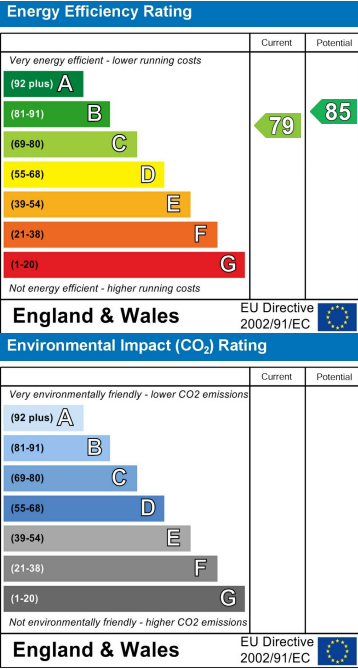 Energy Efficiency Rating
Current Potential
Very energy efficient - lower running costs
(92 plus) A
(81-91) B
(69-80) C
(55-68) D
(39-54) E
(21-38) F
(1-20) G
79 85
Not energy efficient - higher running costs
England & Wales
EU Directive
2002/91/EC
Environmental Impact (CO₂) Rating
Current Potential
Very environmentally friendly - lower CO2 emissions
(92 plus) A
(81-91) B
(69-80) C
(55-68) D
(39-54) E
(21-38) F
(1-20) G
Not environmentally friendly - higher CO2 emissions
England & Wales
EU Directive
2002/91/EC